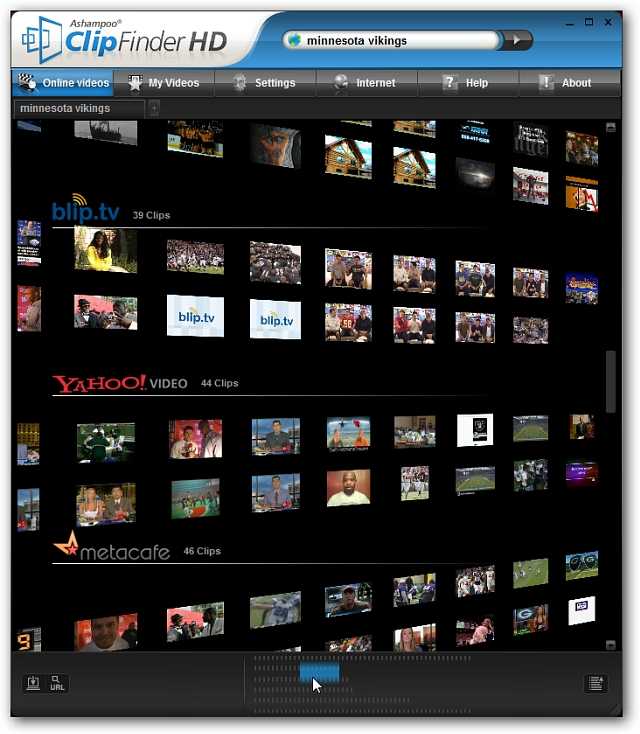 Ashampoo®
ClipFinder HD
minnesota vikings
Online videos
My Videos
Settings
Internet
Help
About
minnesota vikings
blip.tv
39 Clips
blip.tv
blip.tv
YAHOO! VIDEO
44 Clips
metacafe
46 Clips
URL